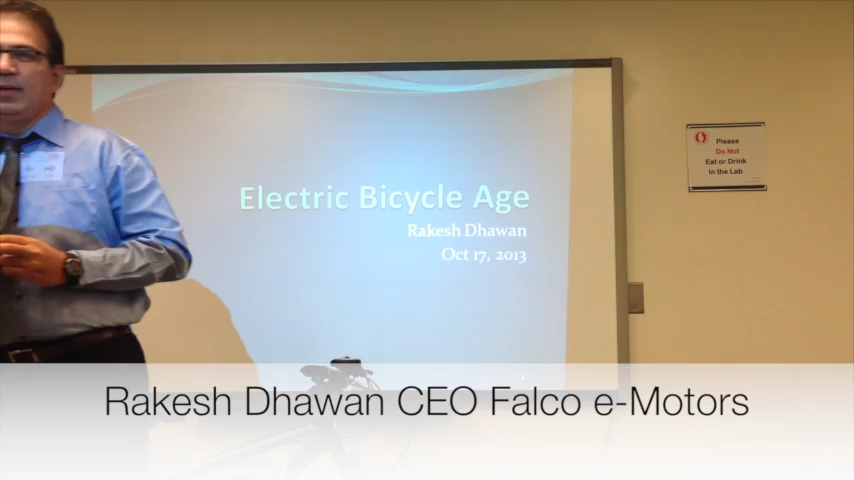 Electric Bicycle Age
Rakesh Dhawan
Oct 17, 2013
Please
Do Not
Eat or Drink
In the Lab
Rakesh Dhawan CEO Falco e-Motors